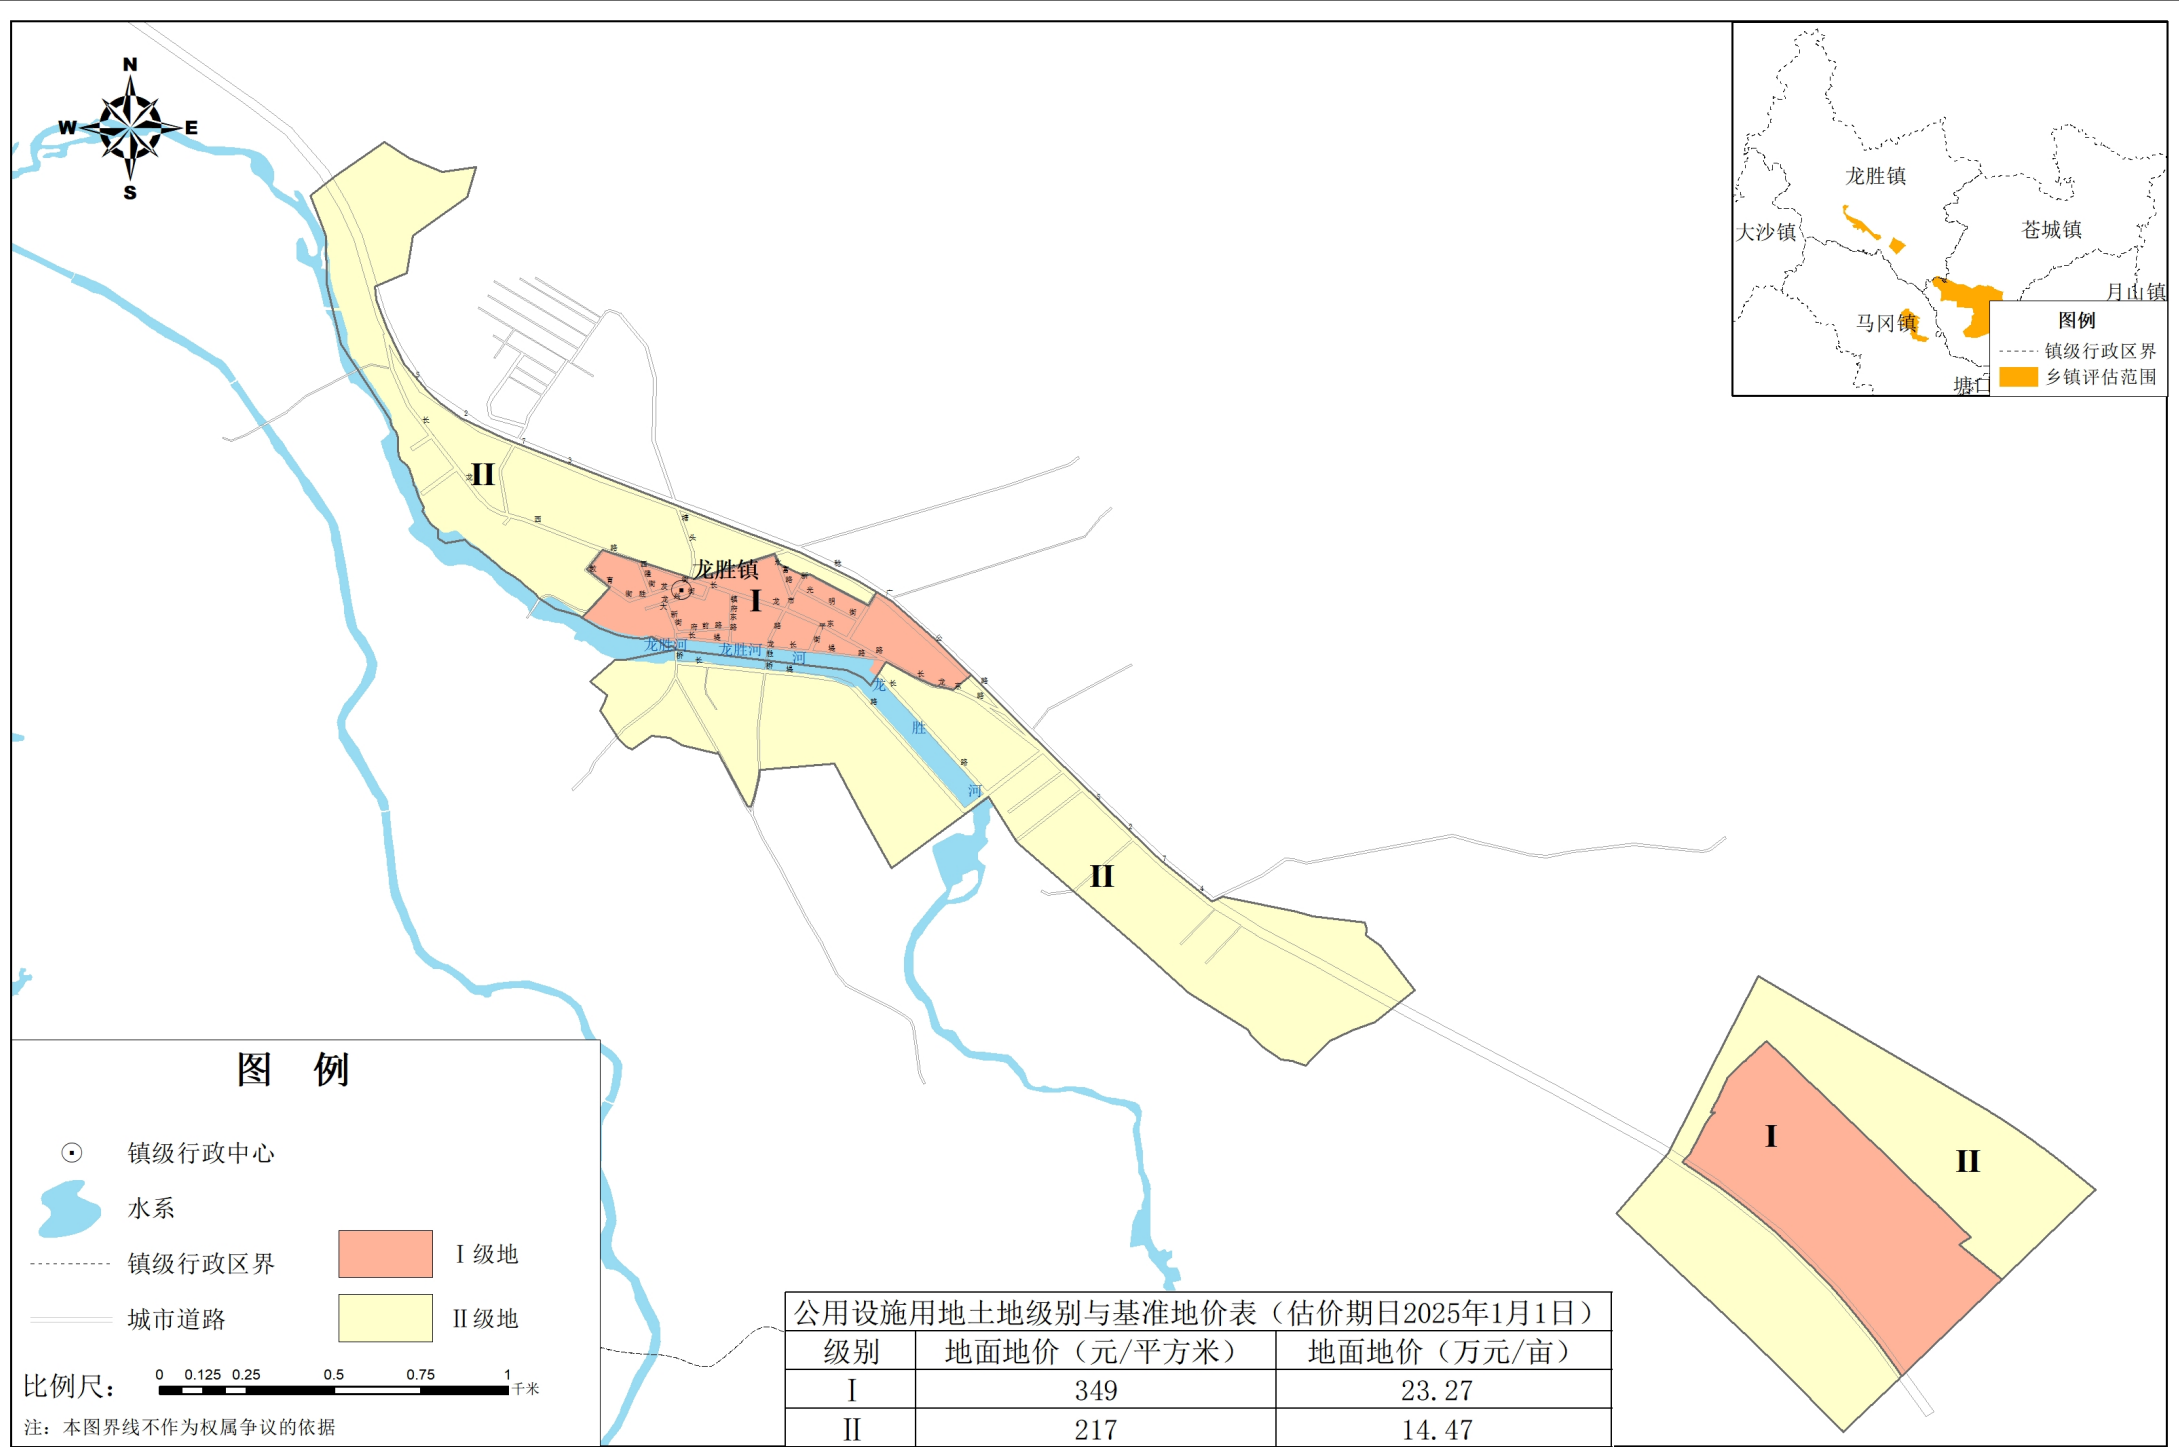 N
W
E
S
龙胜镇
大沙镇
苍城镇
月山镇
马冈镇
塘口
图例
镇级行政区界
乡镇评估范围
II
龙胜镇
I
龙胜河
龙胜河
河
龙
胜
河
II
I
II
图 例
镇级行政中心
水系
镇级行政区界
城市道路
I级地
II级地
比例尺：
0 0.125 0.25 0.5 0.75 1
千米
注：本图界线不作为权属争议的依据
公用设施用地土地级别与基准地价表（估价期日2025年1月1日）
级别 地面地价（元/平方米） 地面地价（万元/亩）
I 349 23.27
II 217 14.47